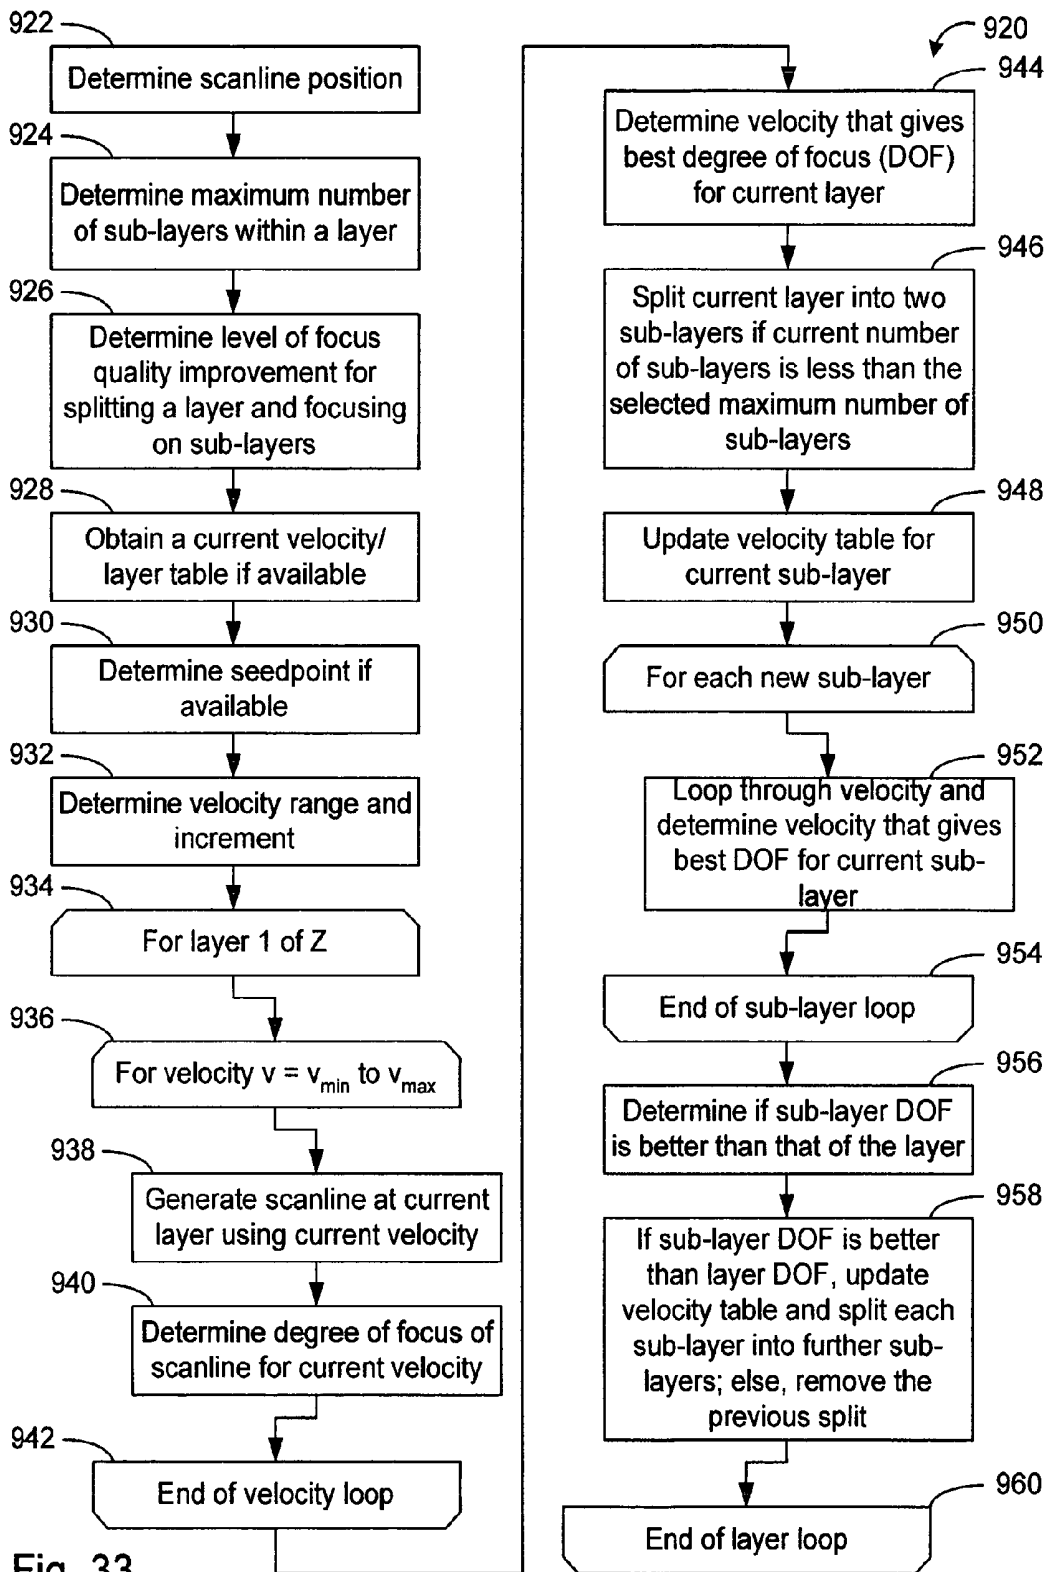 922
Determine scanline position
924
Determine maximum number
of sub-layers within a layer
926
Determine level of focus
quality improvement for
splitting a layer and focusing
on sub-layers
928
Obtain a current velocity/
layer table if available
930
Determine seedpoint if
available
932
Determine velocity range and
increment
934
For layer 1 of Z
936
For velocity v = vmin to vmax
938
Generate scanline at current
layer using current velocity
940
Determine degree of focus of
scanline for current velocity
942
End of velocity loop
Fig. 33
920
944
Determine velocity that gives
best degree of focus (DOF)
for current layer
946
Split current layer into two
sub-layers if current number
of sub-layers is less than the
selected maximum number of
sub-layers
948
Update velocity table for
current sub-layer
950
For each new sub-layer
952
Loop through velocity and
determine velocity that gives
best DOF for current sub-
layer
954
End of sub-layer loop
956
Determine if sub-layer DOF
is better than that of the layer
958
If sub-layer DOF is better
than layer DOF, update
velocity table and split each
sub-layer into further sub-
layers; else, remove the
previous split
960
End of layer loop